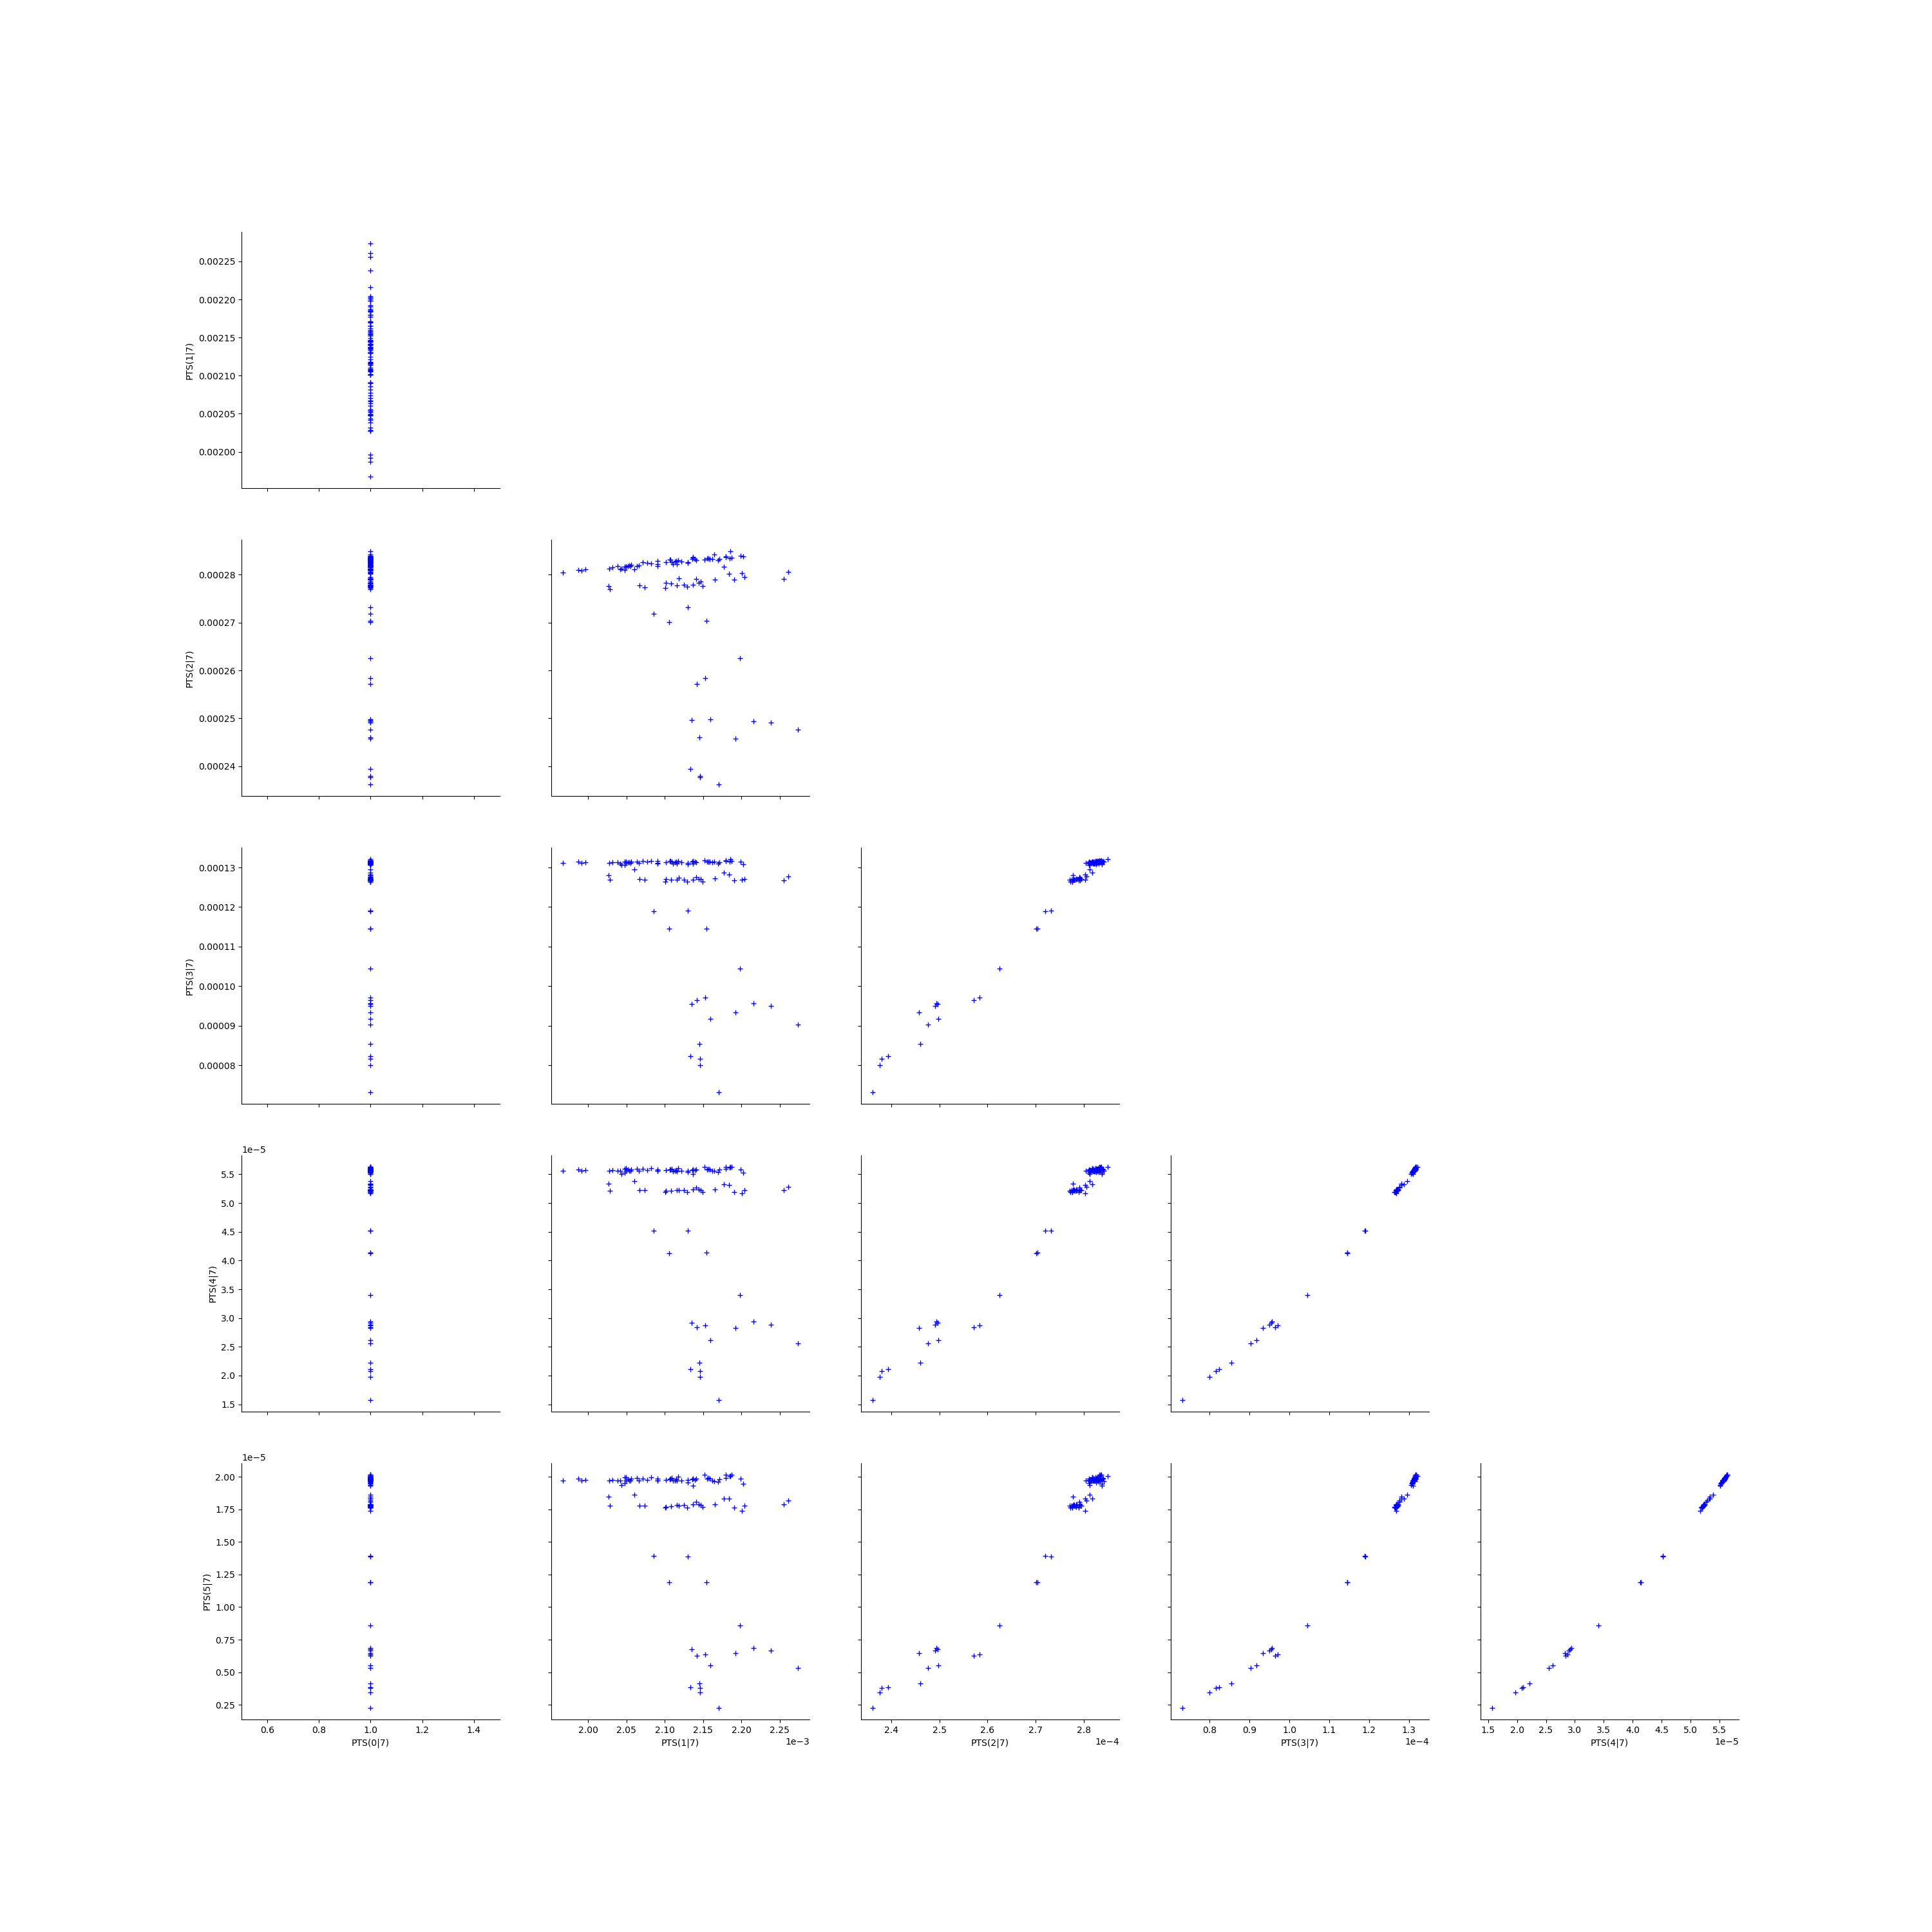 0.00225
0.00220
0.00215
0.00210
0.00205
0.00200
PTS(1|7)
0.00028
0.00027
0.00026
0.00025
0.00024
PTS(2|7)
0.00013
0.00012
0.00011
0.00010
0.00009
0.00008
PTS(3|7)
1e−5
5.5
5.0
4.5
4.0
3.5
3.0
2.5
2.0
1.5
PTS(4|7)
1e−5
2.00
1.75
1.50
1.25
1.00
0.75
0.50
0.25
PTS(5|7)
0.6 0.8 1.0 1.2 1.4
PTS(0|7)
2.00 2.05 2.10 2.15 2.20 2.25
1e−3
PTS(1|7)
2.4 2.5 2.6 2.7 2.8
1e−4
PTS(2|7)
0.8 0.9 1.0 1.1 1.2 1.3
1e−4
PTS(3|7)
1.5 2.0 2.5 3.0 3.5 4.0 4.5 5.0 5.5
1e−5
PTS(4|7)